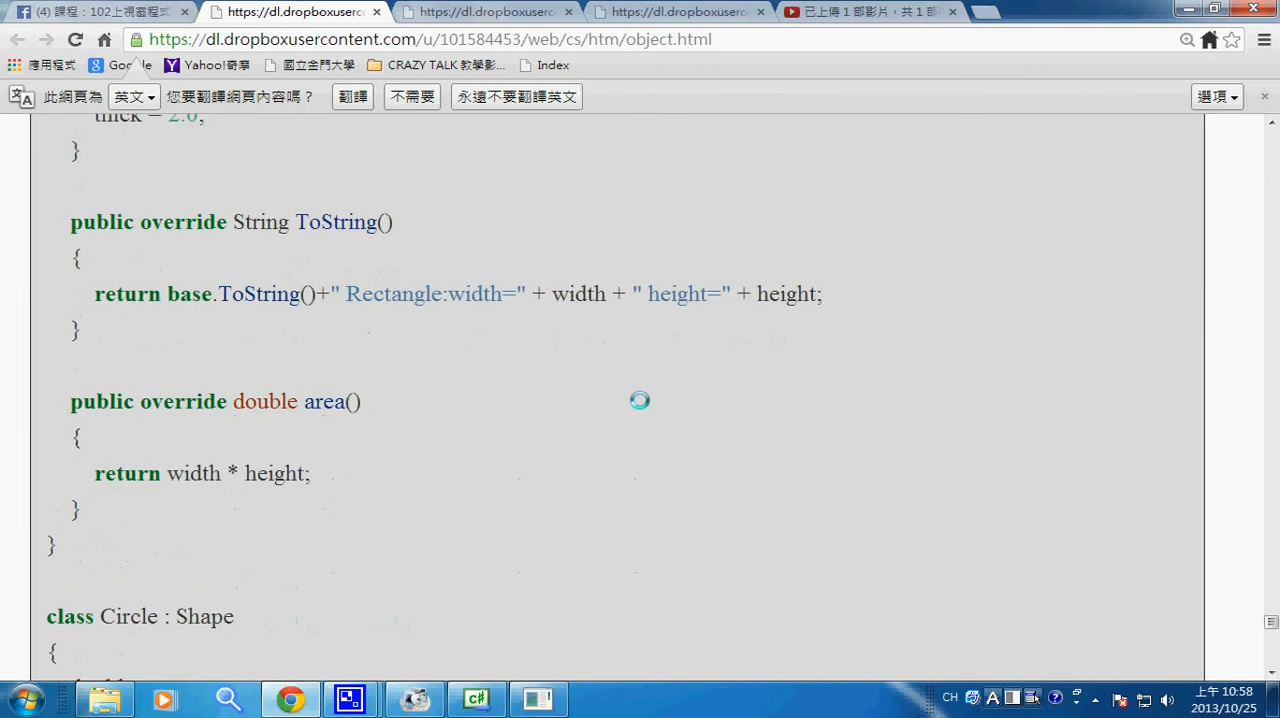 (4) 課程：102上視窗程式
https://dl.dropboxuserc
https://dl.dropboxuserc
https://dl.dropboxuserc
已上傳 1 部影片，共 1 部
https://dl.dropboxusercontent.com/u/101584453/web/cs/htm/object.html
應用程式
Yahoo!奇摩
國立金門大學
CRAZY TALK 教學影...
Index
此網頁為
英文
您要翻譯網頁內容嗎？
翻譯
不需要
永遠不要翻譯英文
選項
thick = 2.0;
}
public override String ToString()
{
return base.ToString()+" Rectangle:width=" + width + " height=" + height;
}
public override double area()
{
return width * height;
}
}
class Circle : Shape
{
CH
A
上午 10:58
2013/10/25